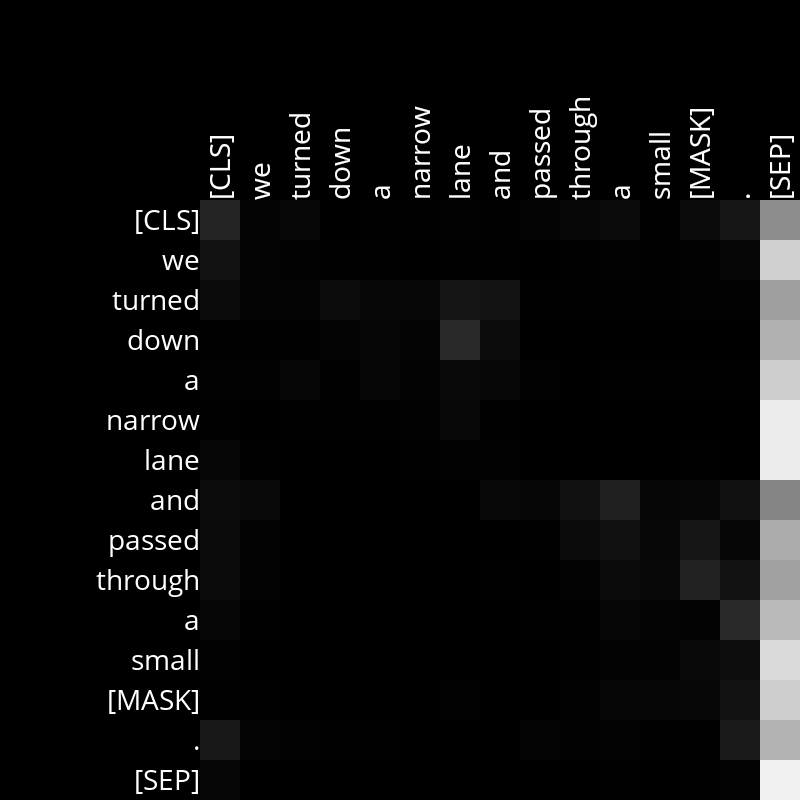 [CLS] we turned down a narrow lane and passed through a small [MASK] . [SEP]
[CLS]
we
turned
down
a
narrow
lane
and
passed
through
a
small
[MASK]
.
[SEP]